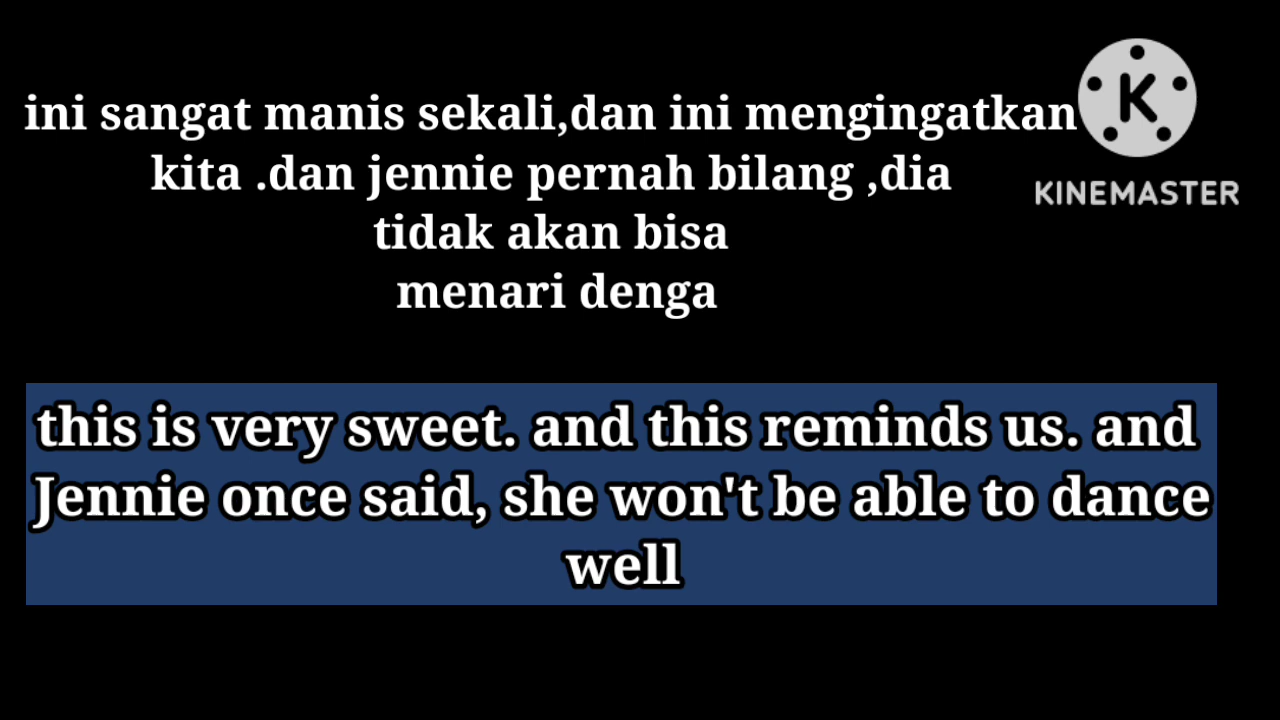 ini sangat manis sekali,dan ini mengingatkan
kita .dan jennie pernah bilang ,dia
tidak akan bisa
menari denga
K
KINEMASTER
this is very sweet. and this reminds us. and
Jennie once said, she won't be able to dance
well